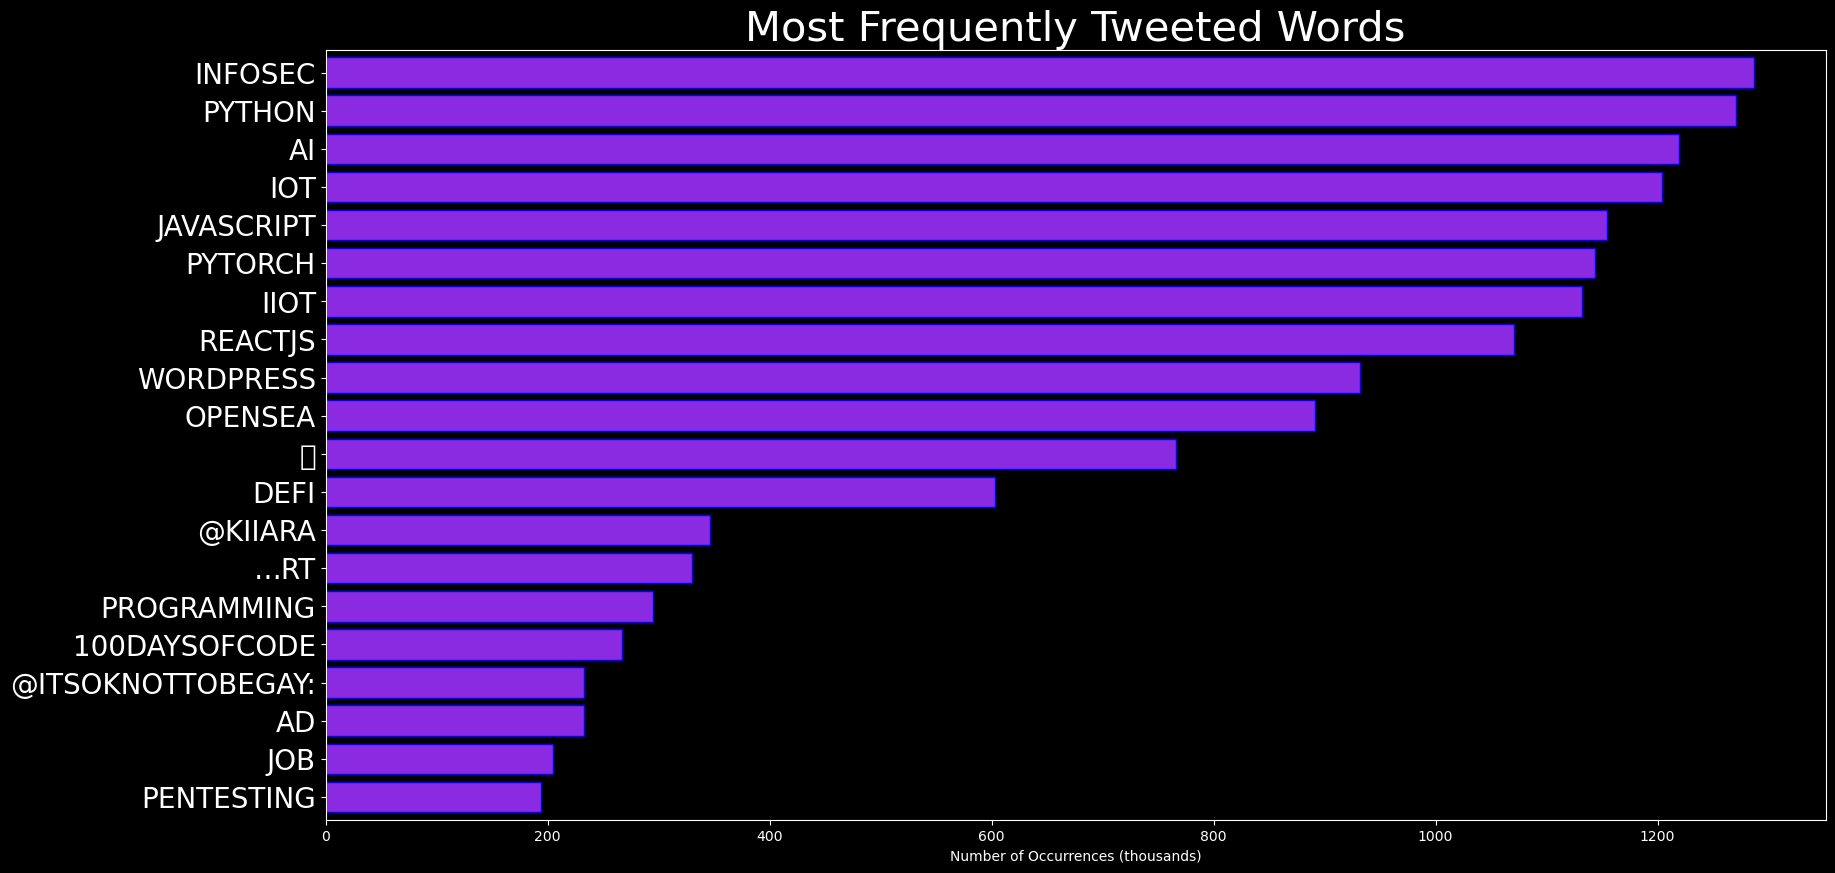 Most Frequently Tweeted Words
INFOSEC
PYTHON
AI
IOT
JAVASCRIPT
PYTORCH
IIOT
REACTJS
WORDPRESS
OPENSEA
DEFI
@KIIARA
…RT
PROGRAMMING
100DAYSOFCODE
@ITSOKNOTTOBEGAY:
AD
JOB
PENTESTING
0 200 400 600 800 1000 1200
Number of Occurrences (thousands)